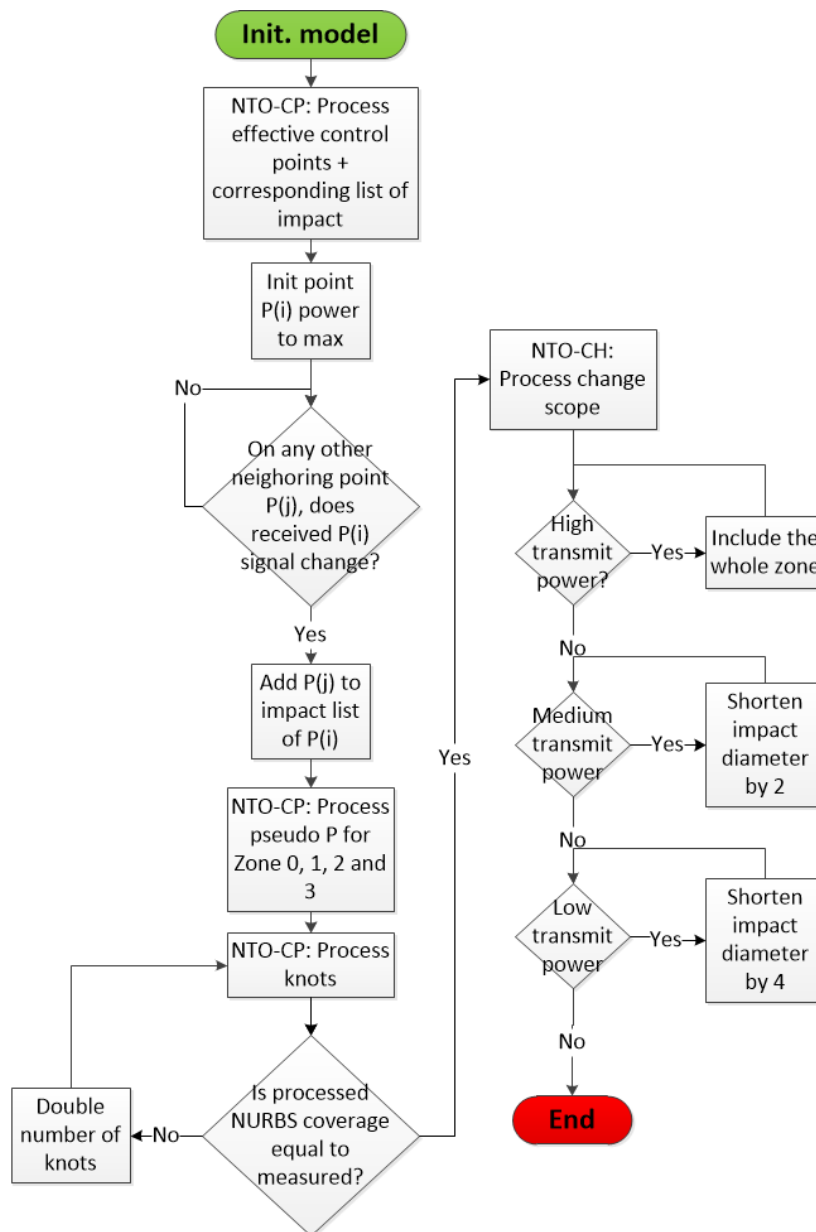 Init. model
NTO-CP: Process
effective control
points +
corresponding list of
impact
Init point
P(i) power
to max
No
On any other
neighoring point
P(j), does
received P(i)
signal change?
Yes
Add P(j) to
impact list
of P(i)
NTO-CP: Process
pseudo P for
Zone 0, 1, 2 and
3
NTO-CP: Process
knots
Is processed
NURBS coverage
equal to
measured?
No
Double
number of
knots
Yes
NTO-CH:
Process change
scope
High
transmit
power?
Yes
Include the
whole zone
No
Medium
transmit
power
Yes
Shorten
impact
diameter
by 2
No
Low
transmit
power
Yes
Shorten
impact
diameter
by 4
No
End